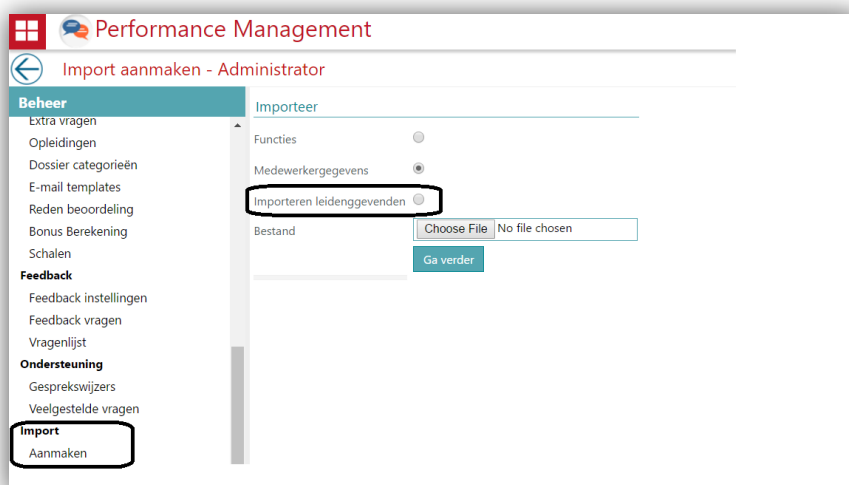 Performance Management
Import aanmaken - Administrator
Beheer
Extra vragen
Opleidingen
Dossier categorieën
E-mail templates
Reden beoordeling
Bonus Berekening
Schalen
Feedback
Feedback instellingen
Feedback vragen
Vragenlijst
Ondersteuning
Gesprekswijzers
Veelgestelde vragen
Import
Aanmaken
Importeer
Functies
Medewerkergegevens
Importeren leidenggevenden
Bestand Choose File No file chosen
Ga verder